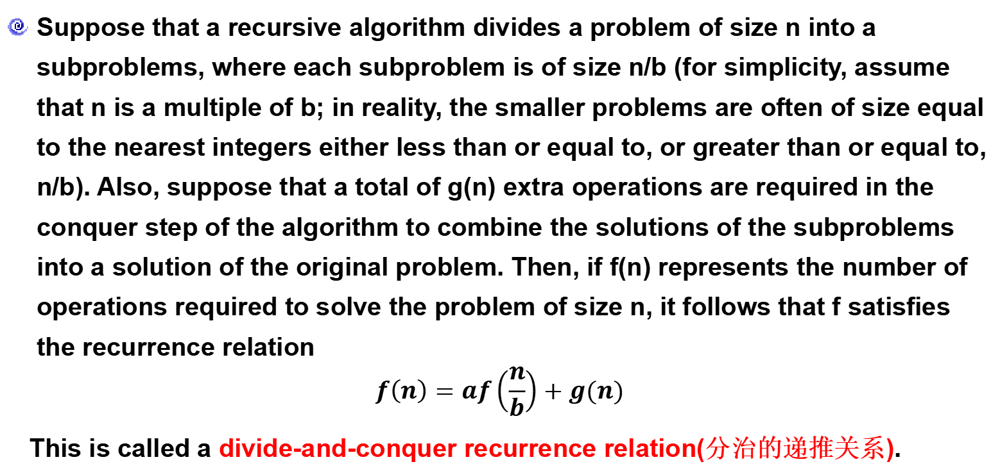 Suppose that a recursive algorithm divides a problem of size n into a
subproblems, where each subproblem is of size n/b (for simplicity, assume
that n is a multiple of b; in reality, the smaller problems are often of size equal
to the nearest integers either less than or equal to, or greater than or equal to,
n/b). Also, suppose that a total of g(n) extra operations are required in the
conquer step of the algorithm to combine the solutions of the subproblems
into a solution of the original problem. Then, if f(n) represents the number of
operations required to solve the problem of size n, it follows that f satisfies
the recurrence relation
f(n) = af(n/b) + g(n)
This is called a divide-and-conquer recurrence relation(分治的递推关系).